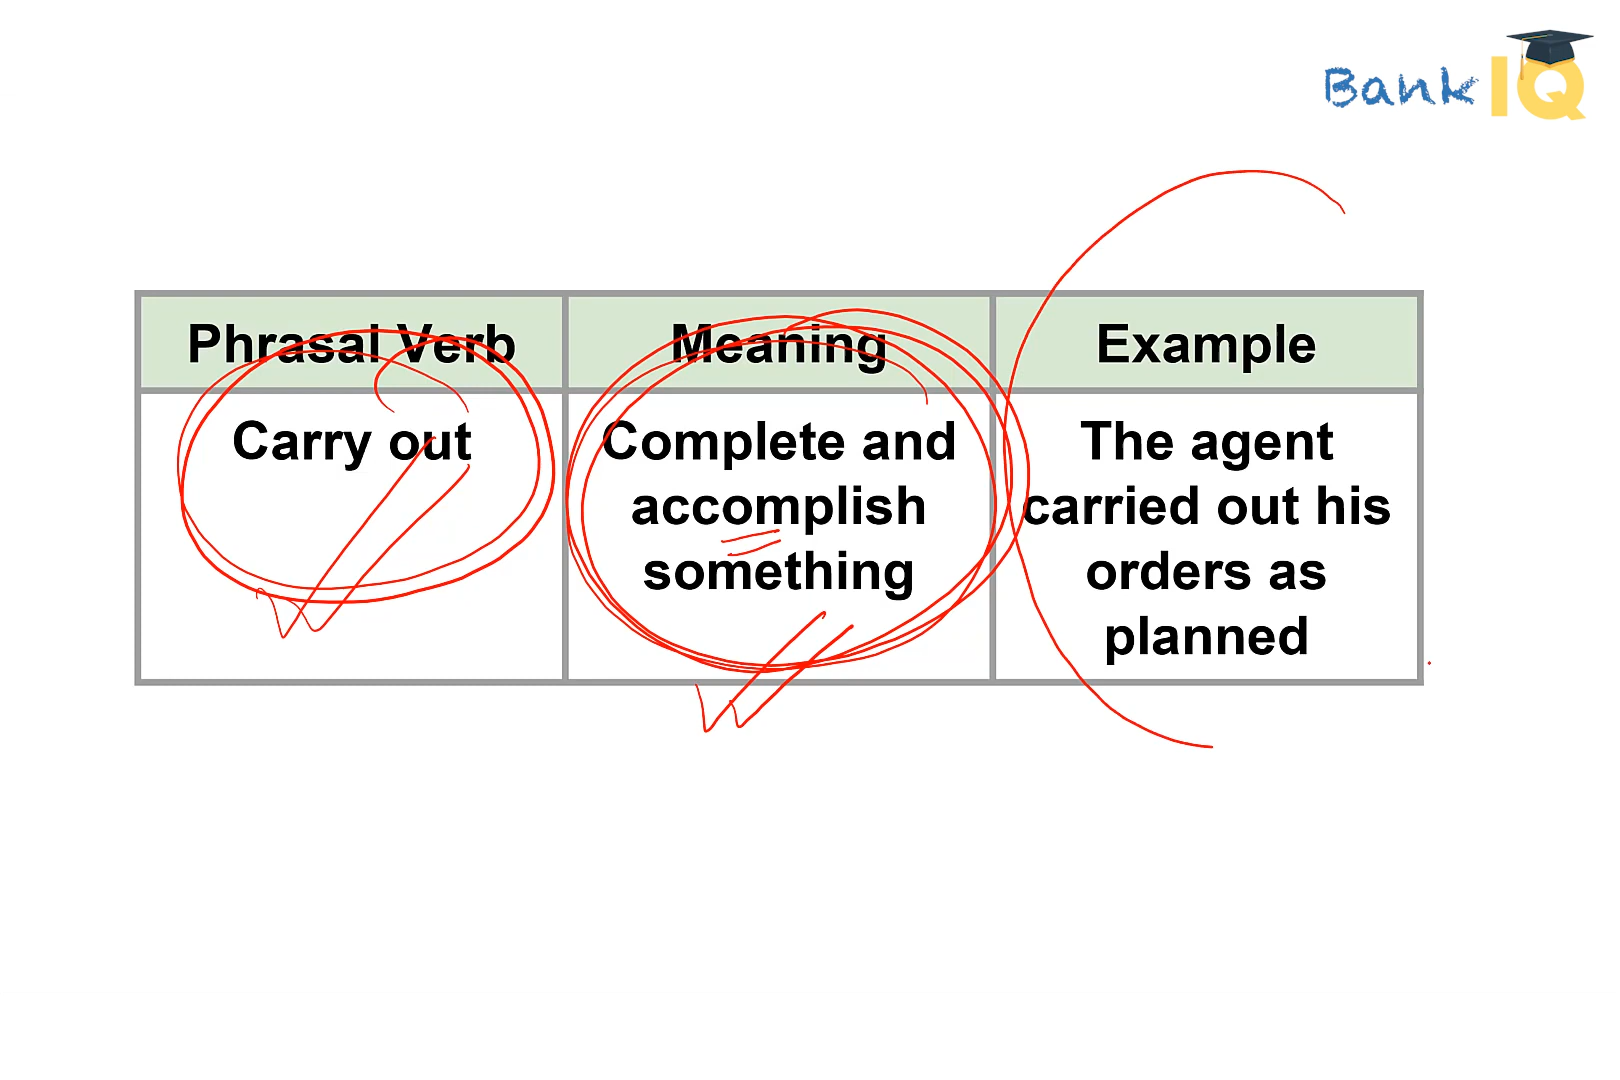 Bank IQ
Phrasal Verb
Meaning
Example
Carry out
Complete and
accomplish
something
The agent
carried out his
orders as
planned